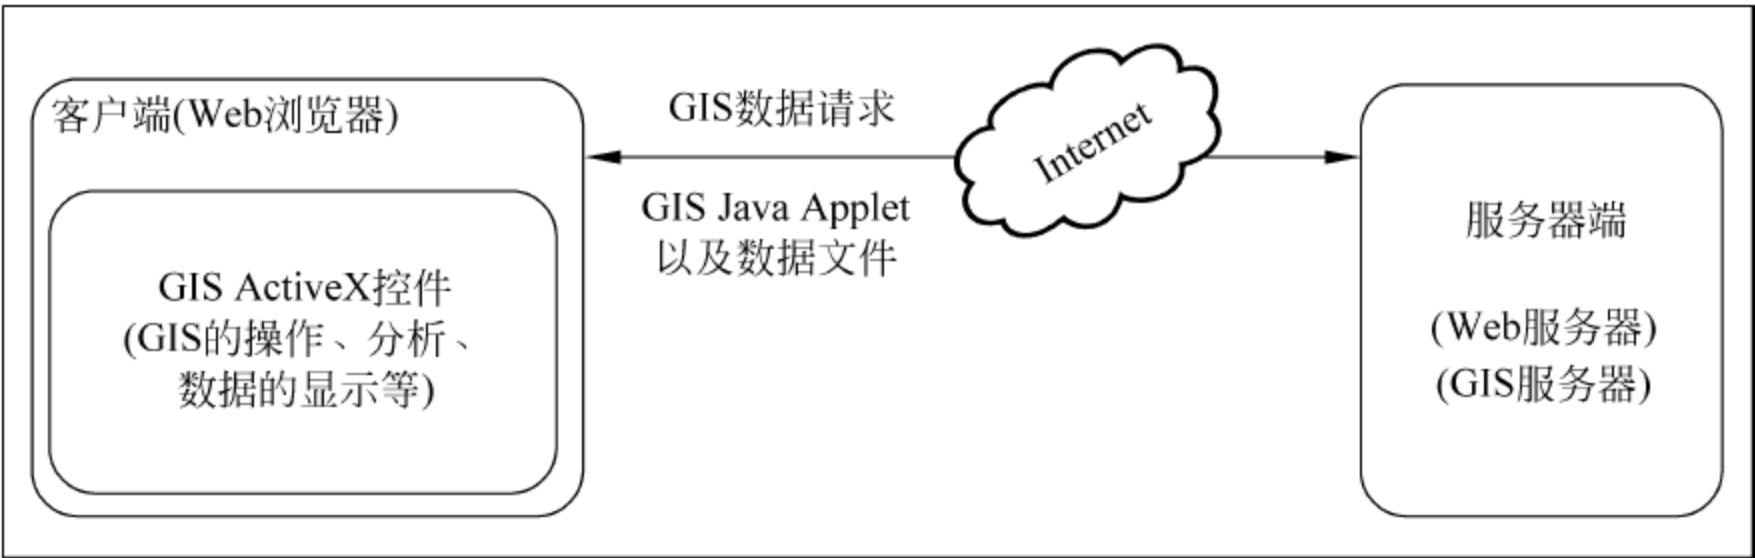 客户端(Web浏览器)
GIS ActiveX控件
(GIS的操作、分析、
数据的显示等)
GIS数据请求
GIS Java Applet
以及数据文件
Internet
服务器端
(Web服务器)
(GIS服务器)